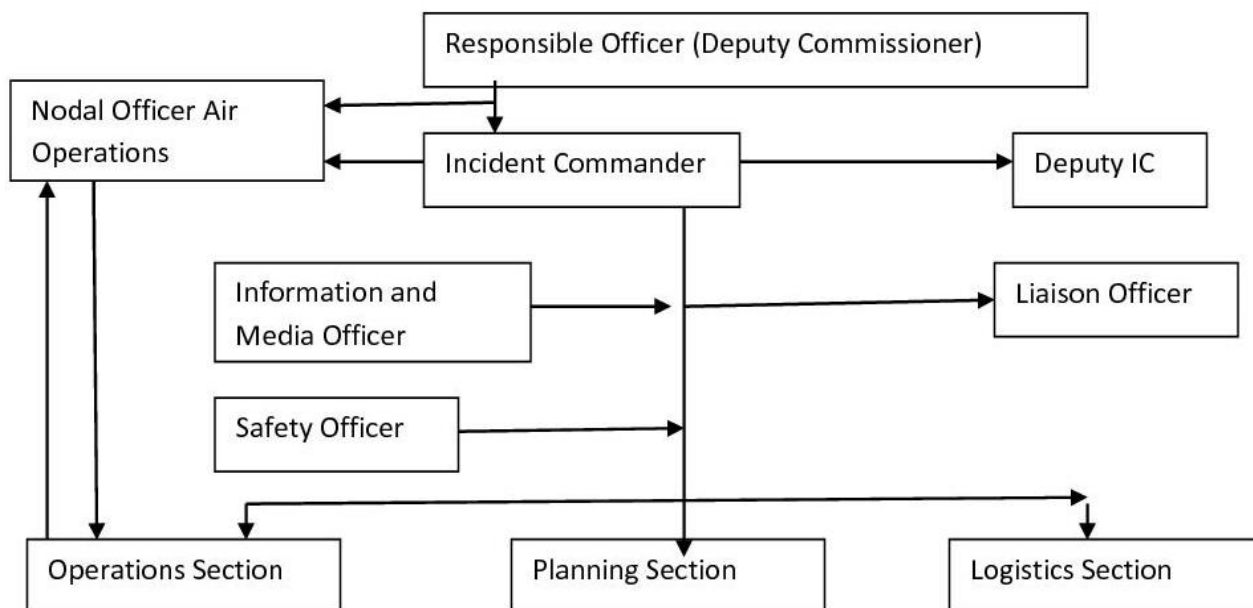 Responsible Officer (Deputy Commissioner)
Nodal Officer Air
Operations
Incident Commander
Deputy IC
Information and
Media Officer
Liaison Officer
Safety Officer
Operations Section
Planning Section
Logistics Section